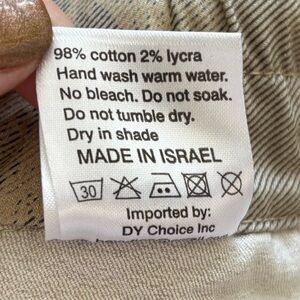 98% cotton 2% lycra
Hand wash warm water.
No bleach. Do not soak.
Do not tumble dry.
Dry in shade
MADE IN ISRAEL
30
Imported by:
DY Choice Inc